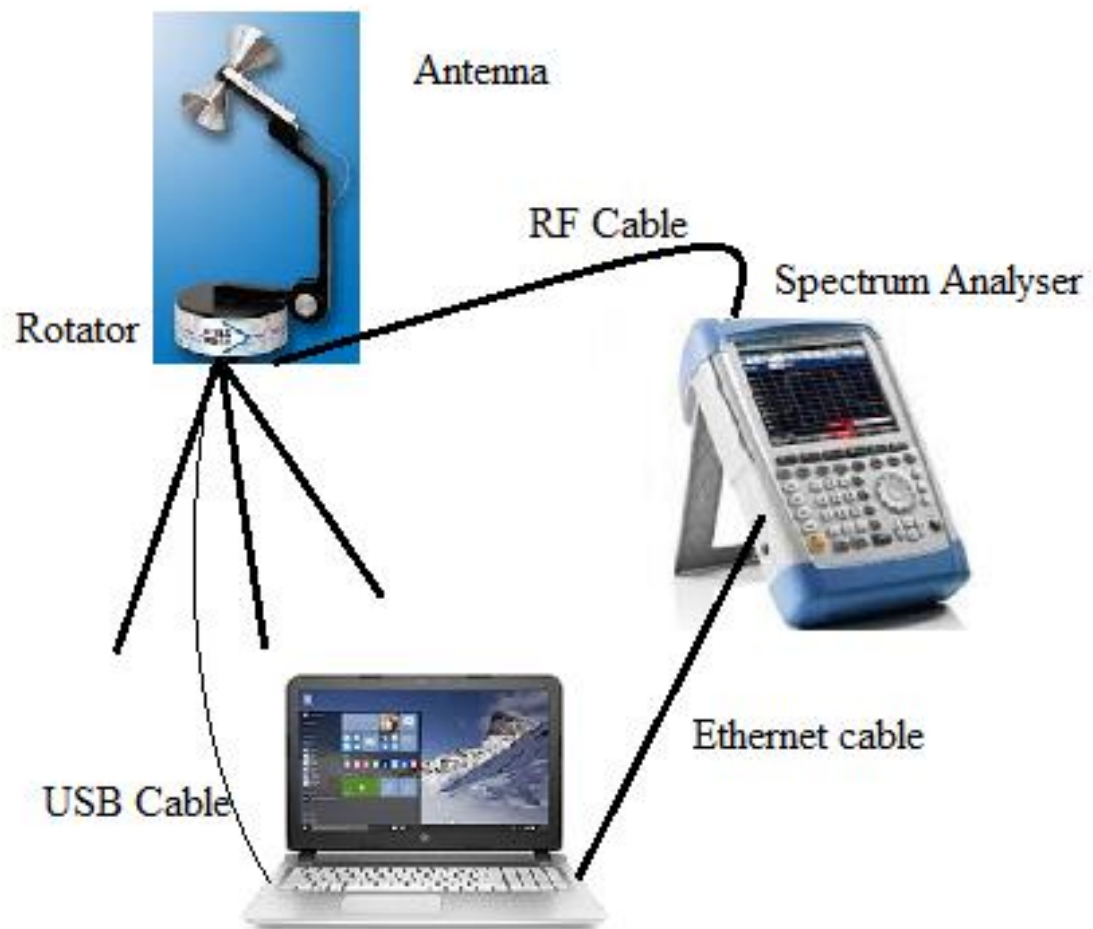 Antenna
RF Cable
Spectrum Analyser
Rotator
Ethernet cable
USB Cable